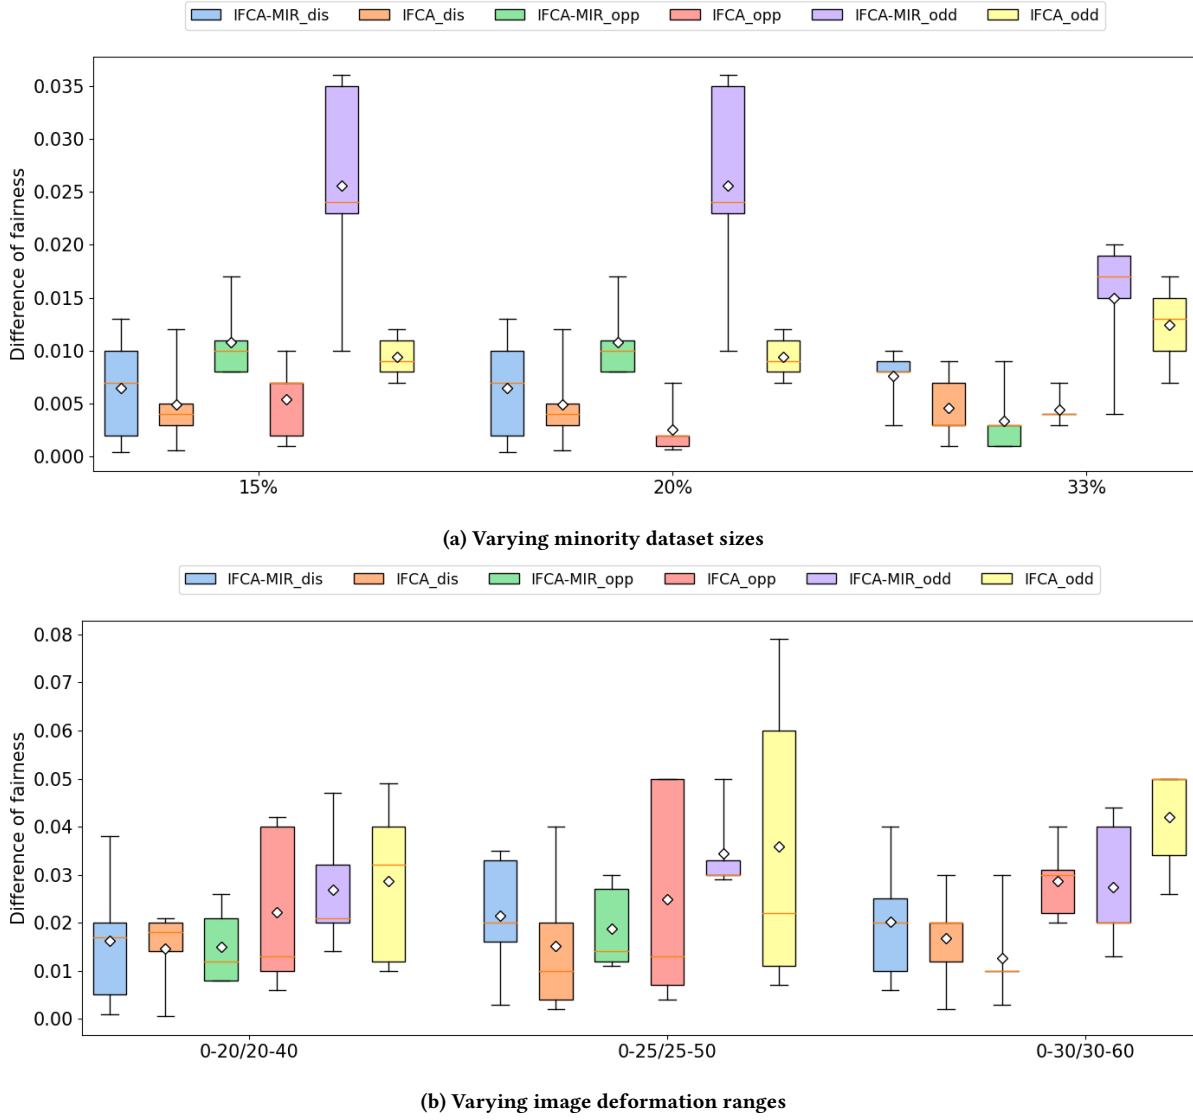 IFCA-MIR_dis IFCA_dis IFCA-MIR_opp IFCA_opp IFCA-MIR_odd IFCA_odd
Difference of fairness
0.035
0.030
0.025
0.020
0.015
0.010
0.005
0.000
15% 20% 33%
(a) Varying minority dataset sizes
IFCA-MIR_dis IFCA_dis IFCA-MIR_opp IFCA_opp IFCA-MIR_odd IFCA_odd
Difference of fairness
0.08
0.07
0.06
0.05
0.04
0.03
0.02
0.01
0.00
0-20/20-40 0-25/25-50 0-30/30-60
(b) Varying image deformation ranges